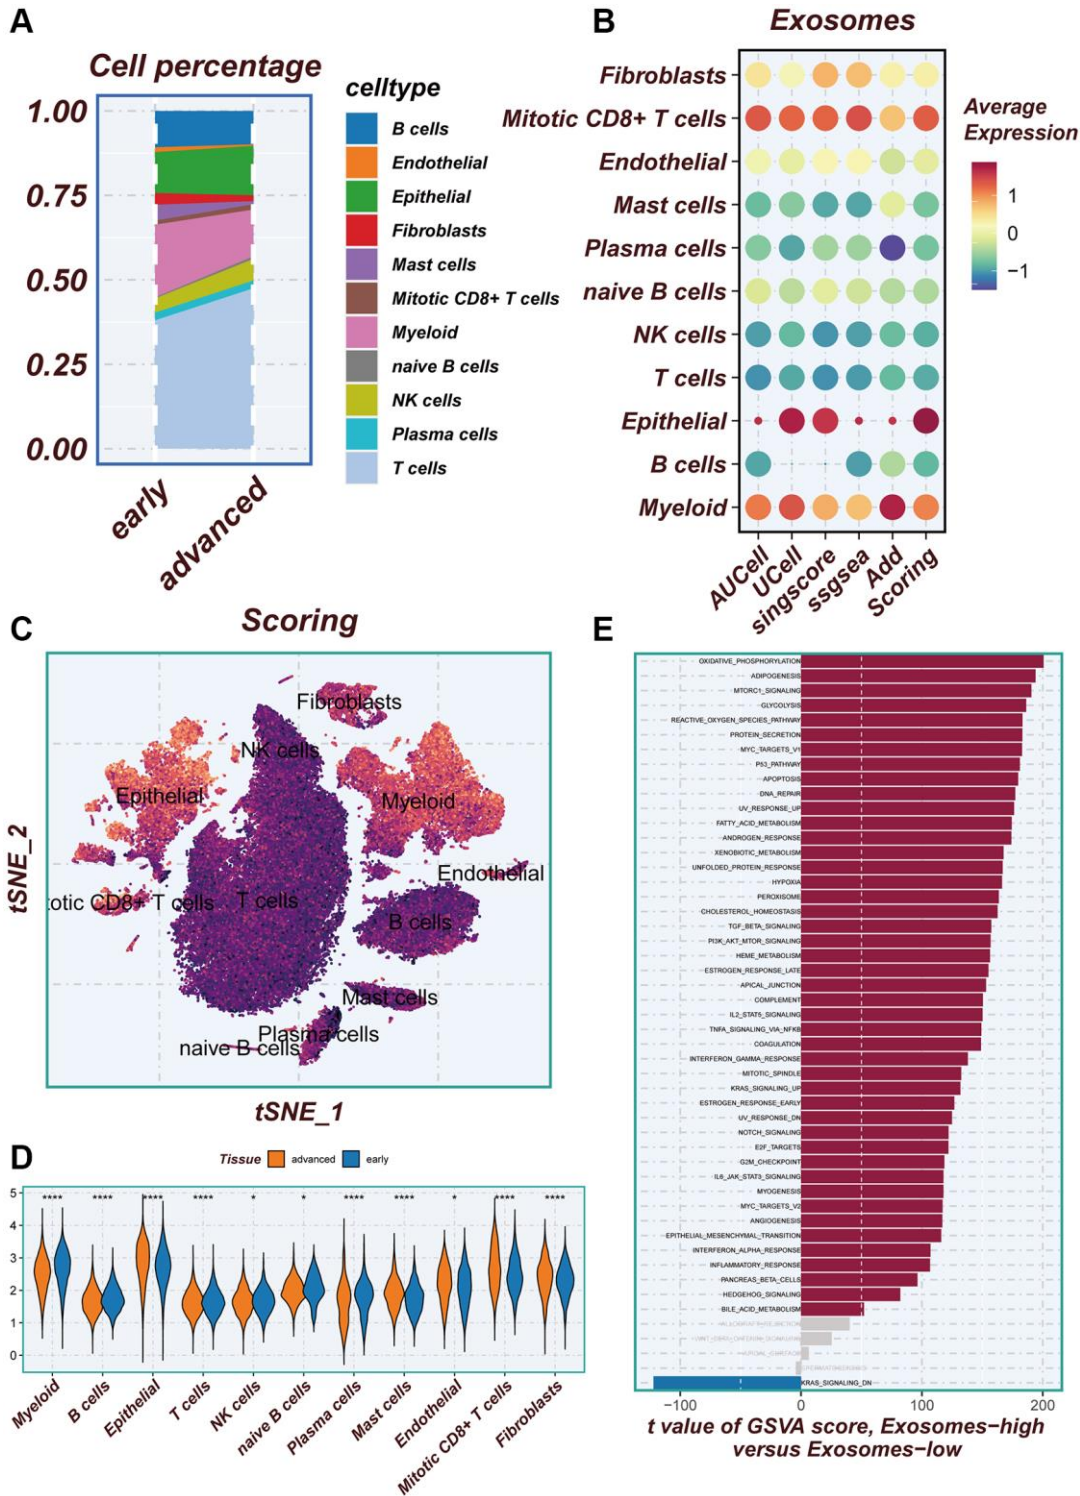 A
Cell percentage
1.00
0.75
0.50
0.25
0.00
early
advanced
celltype
B cells
Endothelial
Epithelial
Fibroblasts
Mast cells
Mitotic CD8+ T cells
Myeloid
naive B cells
NK cells
Plasma cells
T cells
B
Exosomes
Fibroblasts
Mitotic CD8+ T cells
Endothelial
Mast cells
Plasma cells
naive B cells
NK cells
T cells
Epithelial
B cells
Myeloid
AUCell
UCell
singscore
ssgsea
Add
Scoring
Average
Expression
1
0
−1
C
Scoring
Fibroblasts
NK cells
Epithelial
Myeloid
Endothelial
otic CD8+ T cells
T cells
B cells
Mast cells
Plasma cells
naive B cells
tSNE_2
tSNE_1
D
Tissue
advanced
early
5
4
3
2
1
0
**** **** **** **** * * **** **** * **** ****
Myeloid
B cells
Epithelial
T cells
NK cells
naive B cells
Plasma cells
Mast cells
Endothelial
Mitotic CD8+ T cells
Fibroblasts
E
OXIDATIVE_PHOSPHORYLATION
ADIPOGENESIS
MTORC1_SIGNALING
GLYCOLYSIS
REACTIVE_OXYGEN_SPECIES_PATHWAY
PROTEIN_SECRETION
MYC_TARGETS_V1
P53_PATHWAY
APOPTOSIS
DNA_REPAIR
UV_RESPONSE_UP
FATTY_ACID_METABOLISM
ANDROGEN_RESPONSE
XENOBIOTIC_METABOLISM
UNFOLDED_PROTEIN_RESPONSE
HYPOXIA
PEROXISOME
CHOLESTEROL_HOMEOSTASIS
TGF_BETA_SIGNALING
PI3K_AKT_MTOR_SIGNALING
HEME_METABOLISM
ESTROGEN_RESPONSE_LATE
APICAL_JUNCTION
COMPLEMENT
IL2_STAT5_SIGNALING
TNFA_SIGNALING_VIA_NFKB
COAGULATION
INTERFERON_GAMMA_RESPONSE
MITOTIC_SPINDLE
KRAS_SIGNALING_UP
ESTROGEN_RESPONSE_EARLY
UV_RESPONSE_DN
NOTCH_SIGNALING
E2F_TARGETS
G2M_CHECKPOINT
IL6_JAK_STAT3_SIGNALING
MYOGENESIS
MYC_TARGETS_V2
ANGIOGENESIS
EPITHELIAL_MESENCHYMAL_TRANSITION
INTERFERON_ALPHA_RESPONSE
INFLAMMATORY_RESPONSE
PANCREAS_BETA_CELLS
HEDGEHOG_SIGNALING
BILE_ACID_METABOLISM
ALLOGRAFT_REJECTION
WNT_BETA_CATENIN_SIGNALING
APICAL_SURFACE
SPERMATOGENESIS
KRAS_SIGNALING_DN
−100
0
100
200
t value of GSVA score, Exosomes−high
versus Exosomes−low